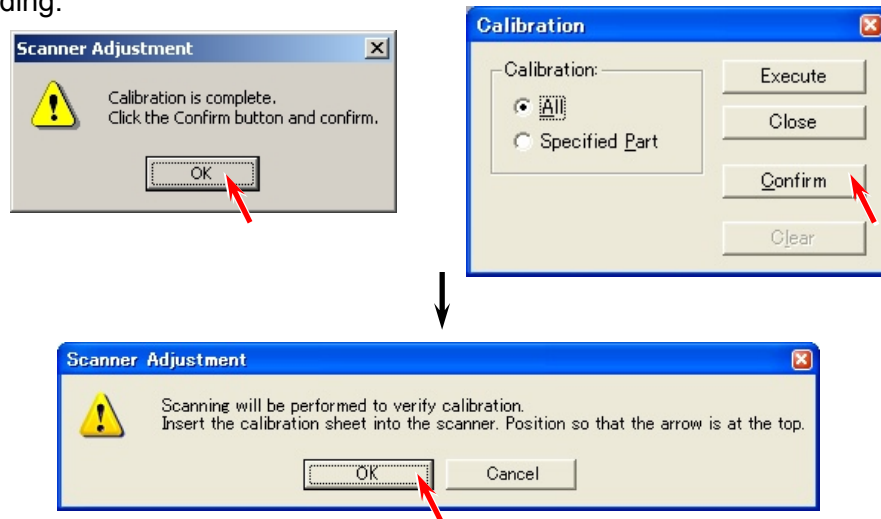 ding.
Scanner Adjustment
Calibration is complete.
Click the Confirm button and confirm.
OK
Calibration
Calibration:
All
Specified Part
Execute
Close
Confirm
Clear
Scanner Adjustment
Scanning will be performed to verify calibration.
Insert the calibration sheet into the scanner. Position so that the arrow is at the top.
OK
Cancel